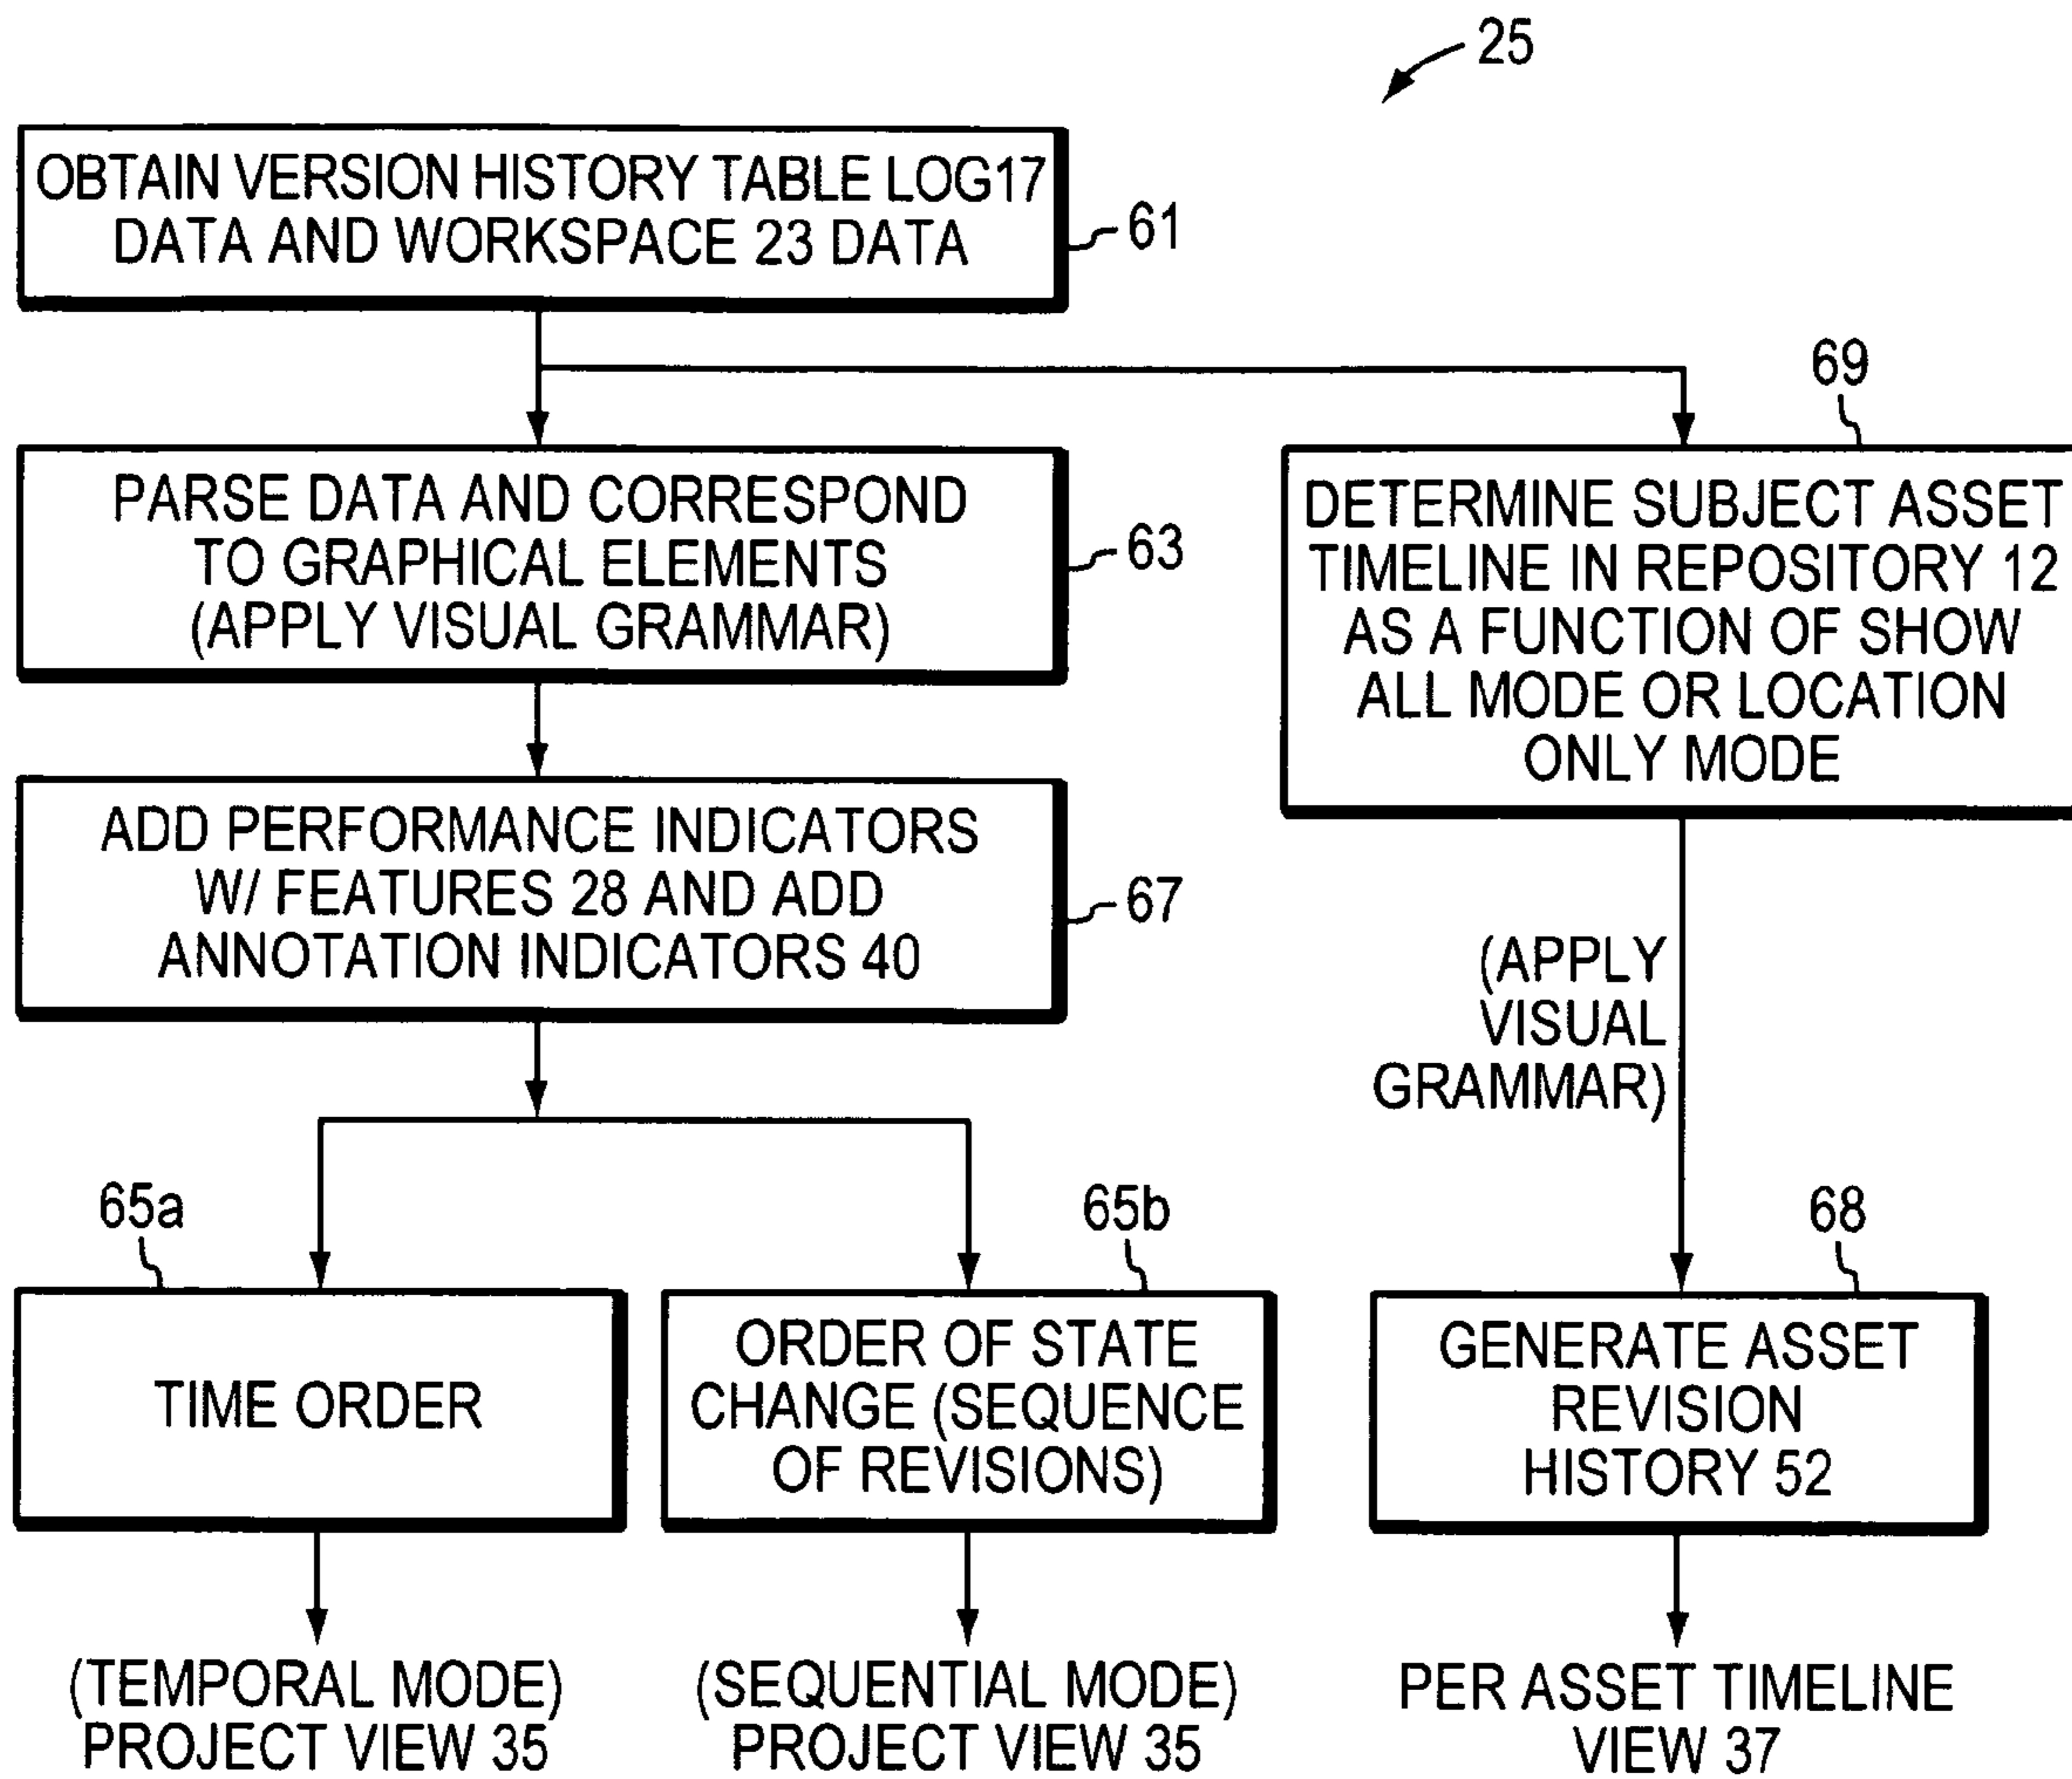 25
OBTAIN VERSION HISTORY TABLE LOG17
DATA AND WORKSPACE 23 DATA
61
PARSE DATA AND CORRESPOND
TO GRAPHICAL ELEMENTS
(APPLY VISUAL GRAMMAR)
63
69
DETERMINE SUBJECT ASSET
TIMELINE IN REPOSITORY 12
AS A FUNCTION OF SHOW
ALL MODE OR LOCATION
ONLY MODE
ADD PERFORMANCE INDICATORS
W/ FEATURES 28 AND ADD
ANNOTATION INDICATORS 40
67
(APPLY
VISUAL
GRAMMAR)
65a
TIME ORDER
65b
ORDER OF STATE
CHANGE (SEQUENCE
OF REVISIONS)
68
GENERATE ASSET
REVISION
HISTORY 52
(TEMPORAL MODE)
PROJECT VIEW 35
(SEQUENTIAL MODE)
PROJECT VIEW 35
PER ASSET TIMELINE
VIEW 37